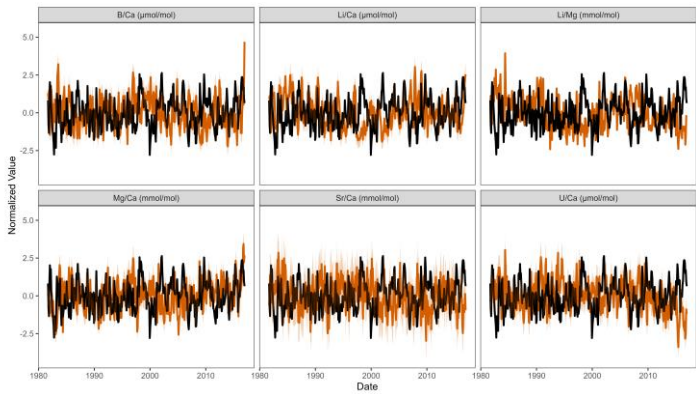 B/Ca (μmol/mol) Li/Ca (μmol/mol) Li/Mg (mmol/mol)
5.0
2.5
0.0
-2.5
Normalized Value
Mg/Ca (mmol/mol) Sr/Ca (mmol/mol) U/Ca (μmol/mol)
5.0
2.5
0.0
-2.5
1980 1990 2000 2010 1980 1990 2000 2010 1980 1990 2000 2010
Date